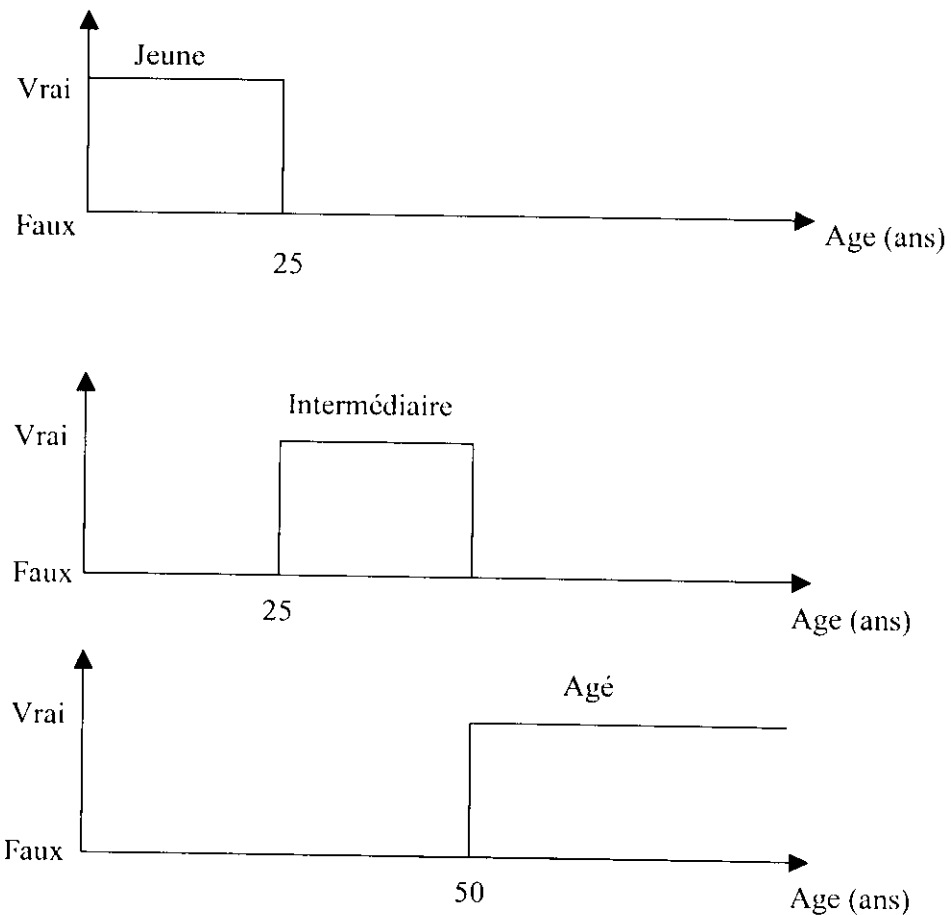 Jeune
Vrai
Faux
Age (ans)
25
Intermédiaire
Vrai
Faux
25
Age (ans)
Agé
Vrai
Faux
50
Age (ans)